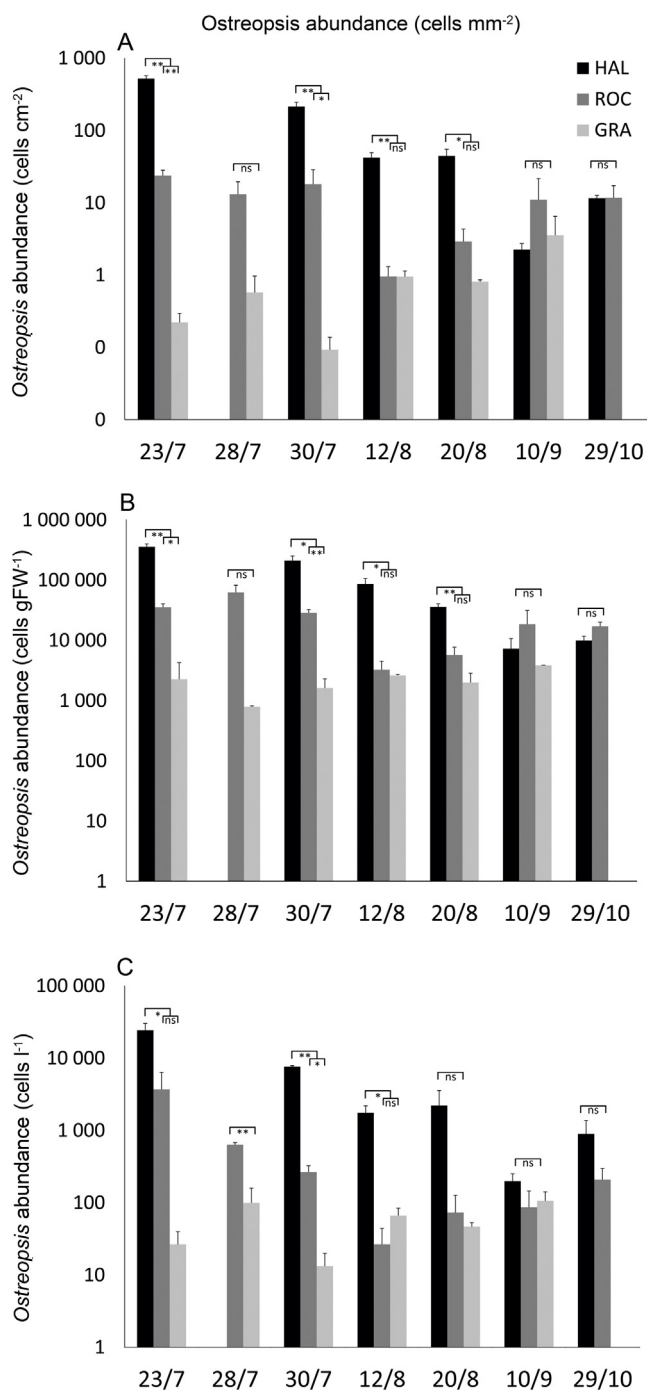 Ostreopsis abundance (cells mm-2)
A
Ostreopsis abundance (cells cm-2)
1 000
100
10
1
0
0
HAL
ROC
GRA
**
**
ns
**
*
**
ns
*
ns
ns
ns
23/7 28/7 30/7 12/8 20/8 10/9 29/10
B
Ostreopsis abundance (cells gFW-1)
1 000 000
100 000
10 000
1 000
100
10
1
**
*
ns
*
**
*
ns
**
ns
ns
ns
23/7 28/7 30/7 12/8 20/8 10/9 29/10
C
Ostreopsis abundance (cells l-1)
100 000
10 000
1 000
100
10
1
*
ns
**
**
*
*
ns
ns
ns
ns
23/7 28/7 30/7 12/8 20/8 10/9 29/10